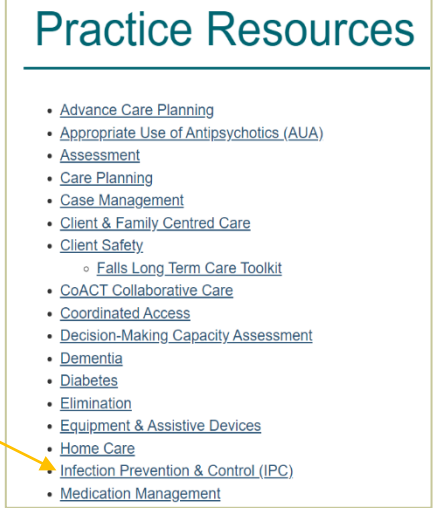 Practice Resources
• Advance Care Planning
• Appropriate Use of Antipsychotics (AUA)
• Assessment
• Care Planning
• Case Management
• Client & Family Centred Care
• Client Safety
◦ Falls Long Term Care Toolkit
• CoACT Collaborative Care
• Coordinated Access
• Decision-Making Capacity Assessment
• Dementia
• Diabetes
• Elimination
• Equipment & Assistive Devices
• Home Care
• Infection Prevention & Control (IPC)
• Medication Management